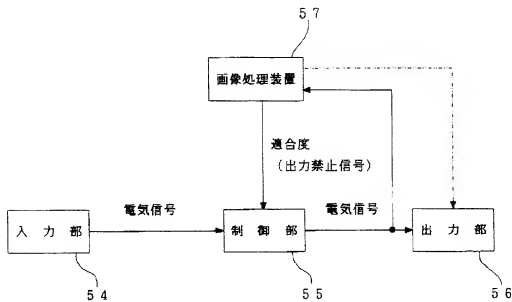 ５７
画像処理装置
適合度
（出力禁止信号）
電気信号
電気信号
入力部
制御部
出力部
５４
５５
５６